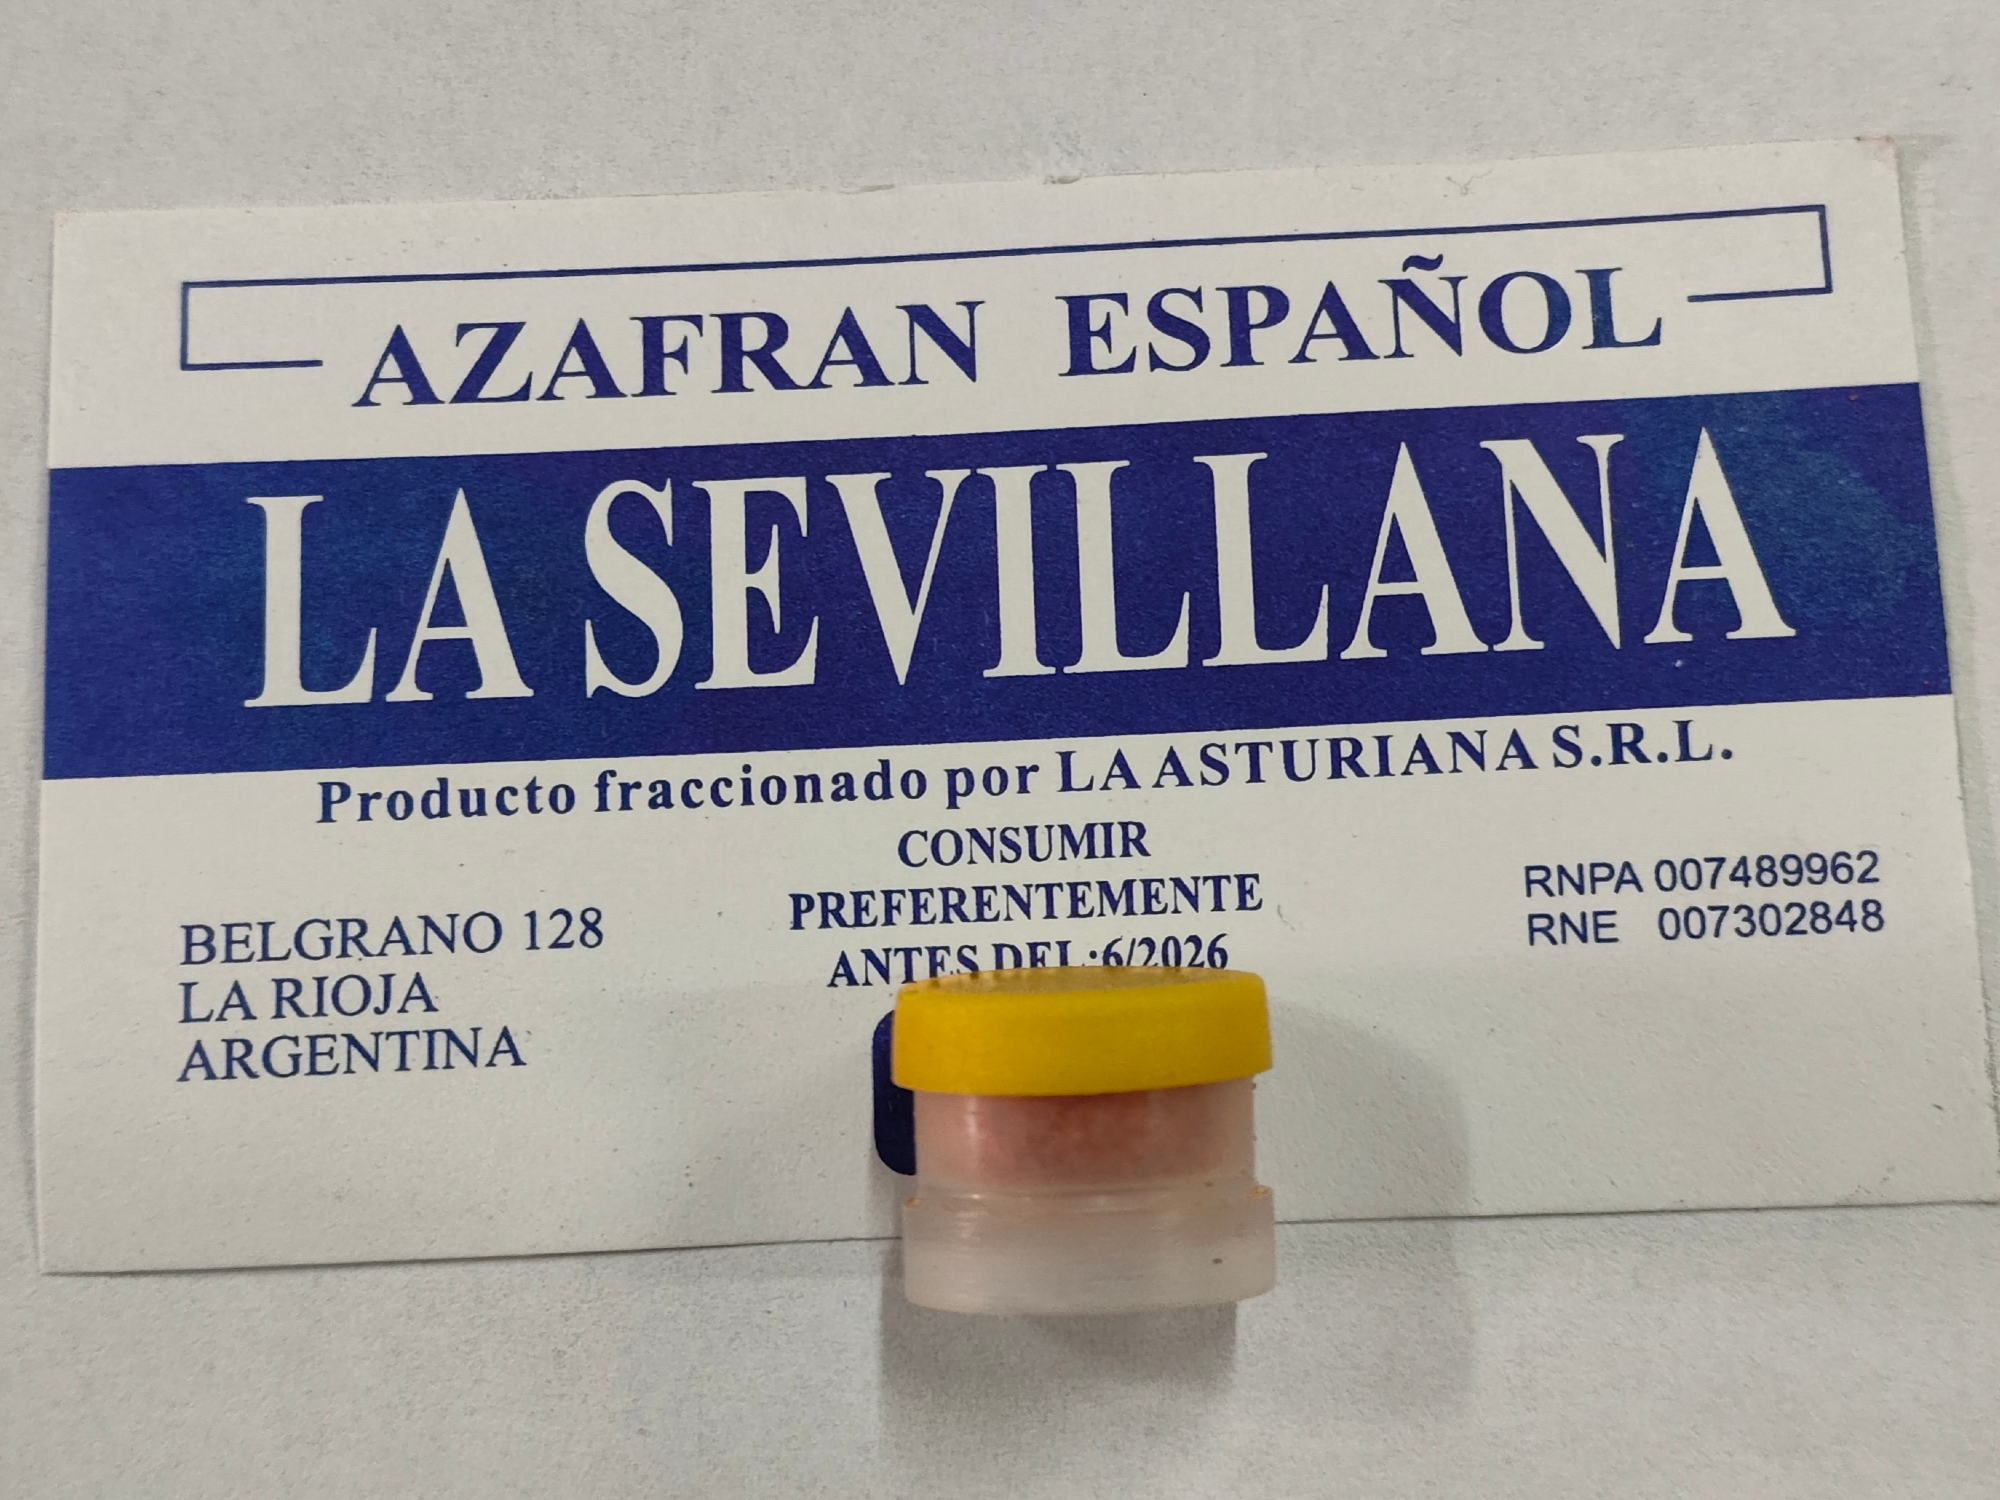 AZAFRAN ESPAÑOL
LA SEVILLANA
Producto fraccionado por LA ASTURIANA S.R.L.
CONSUMIR
PREFERENTEMENTE
ANTES DEL:6/2026
BELGRANO 128
LA RIOJA
ARGENTINA
RNPA 007489962
RNE 007302848